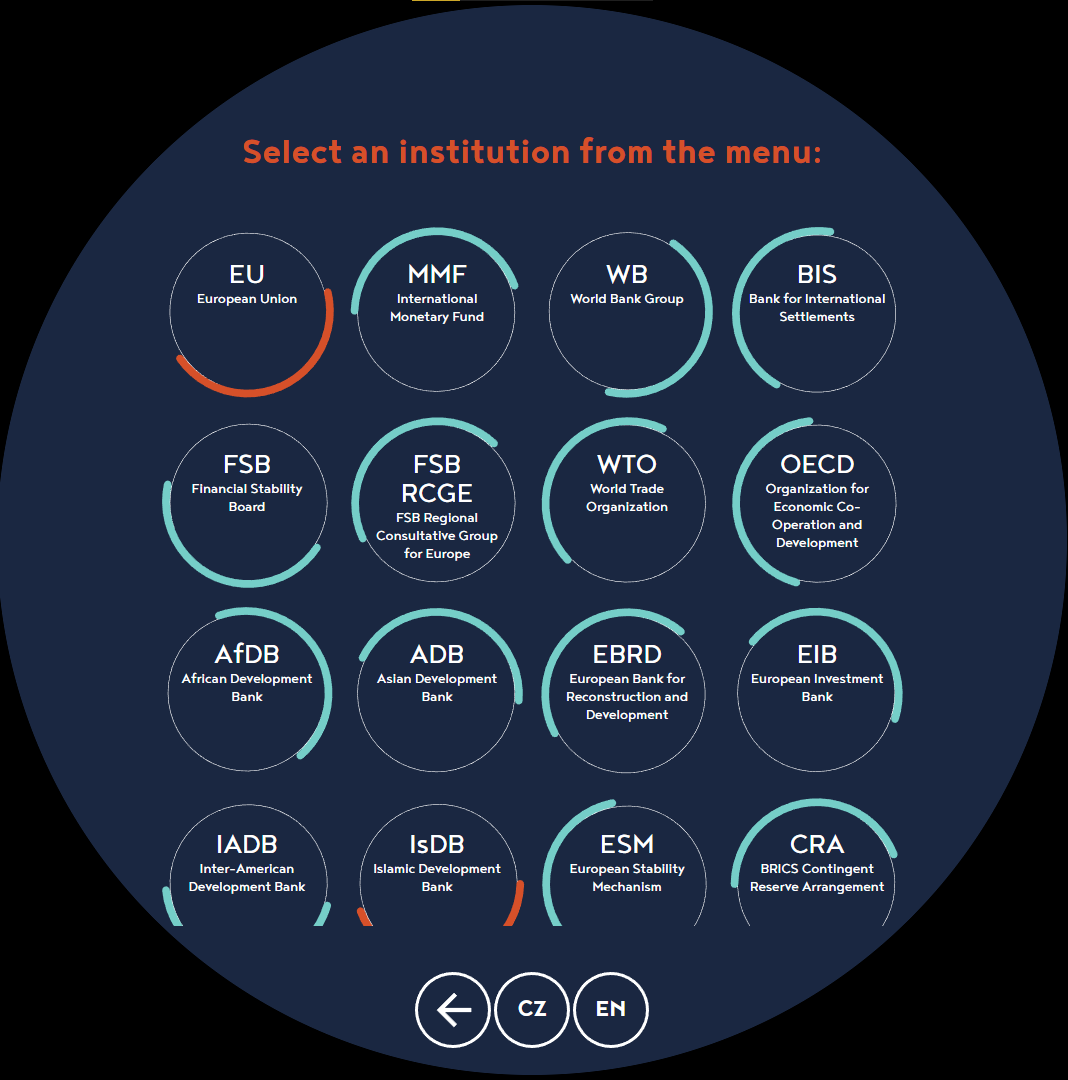 Select an institution from the menu:
EU
European Union
MMF
International
Monetary Fund
WB
World Bank Group
BIS
Bank for International
Settlements
FSB
Financial Stability
Board
FSB
RCGE
FSB Regional
Consultative Group
for Europe
WTO
World Trade
Organization
OECD
Organization for
Economic Co-
Operation and
Development
AfDB
African Development
Bank
ADB
Asian Development
Bank
EBRD
European Bank for
Reconstruction and
Development
EIB
European Investment
Bank
IADB
Inter-American
Development Bank
IsDB
Islamic Development
Bank
ESM
European Stability
Mechanism
CRA
BRICS Contingent
Reserve Arrangement
CZ
EN